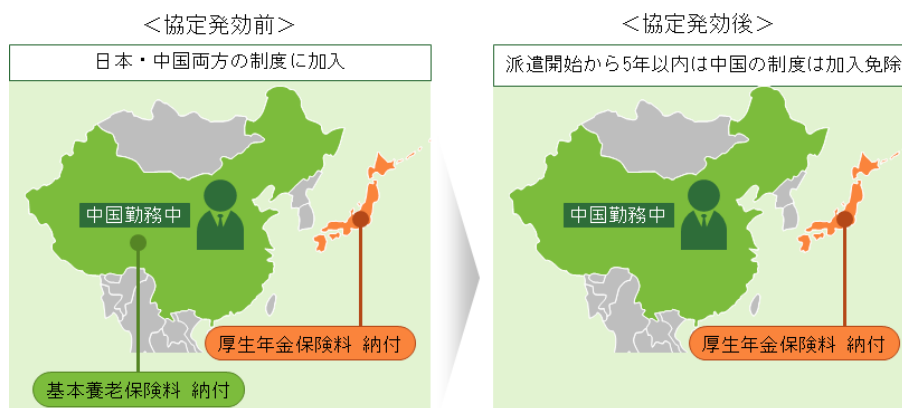 ＜協定発効前＞
日本・中国両方の制度に加入
中国勤務中
厚生年金保険料 納付
基本養老保険料 納付
＜協定発効後＞
派遣開始から5年以内は中国の制度は加入免除
中国勤務中
厚生年金保険料 納付